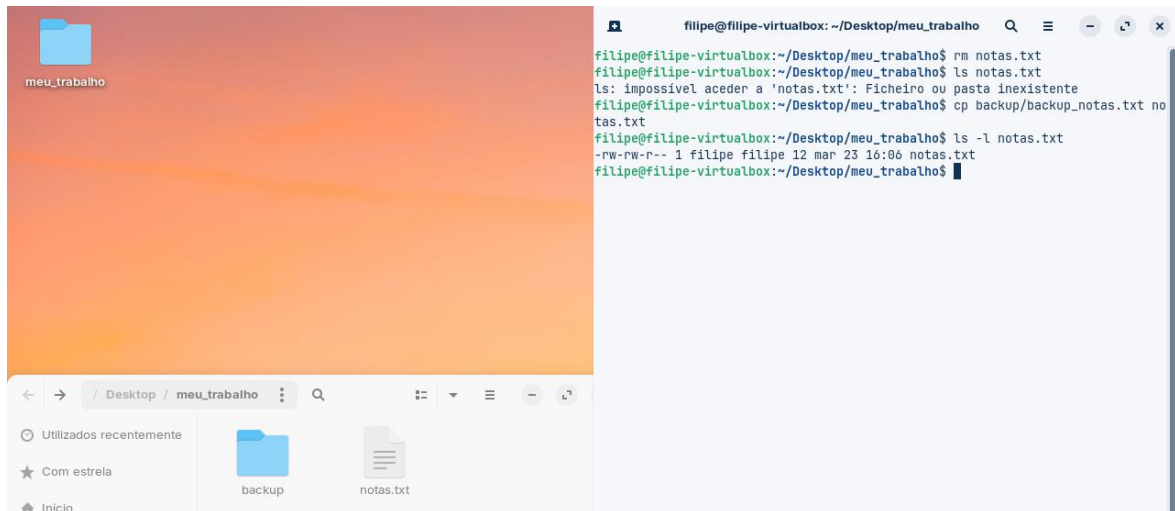 meu_trabalho
filipe@filipe-virtualbox: ~/Desktop/meu_trabalho
filipe@filipe-virtualbox:~/Desktop/meu_trabalho$ rm notas.txt
filipe@filipe-virtualbox:~/Desktop/meu_trabalho$ ls notas.txt
ls: impossível aceder a 'notas.txt': Ficheiro ou pasta inexistente
filipe@filipe-virtualbox:~/Desktop/meu_trabalho$ cp backup/backup_notas.txt no
tas.txt
filipe@filipe-virtualbox:~/Desktop/meu_trabalho$ ls -l notas.txt
-rw-rw-r-- 1 filipe filipe 12 mar 23 16:06 notas.txt
filipe@filipe-virtualbox:~/Desktop/meu_trabalho$
/ Desktop / meu_trabalho
Utilizados recentemente
Com estrela
Início
backup
notas.txt